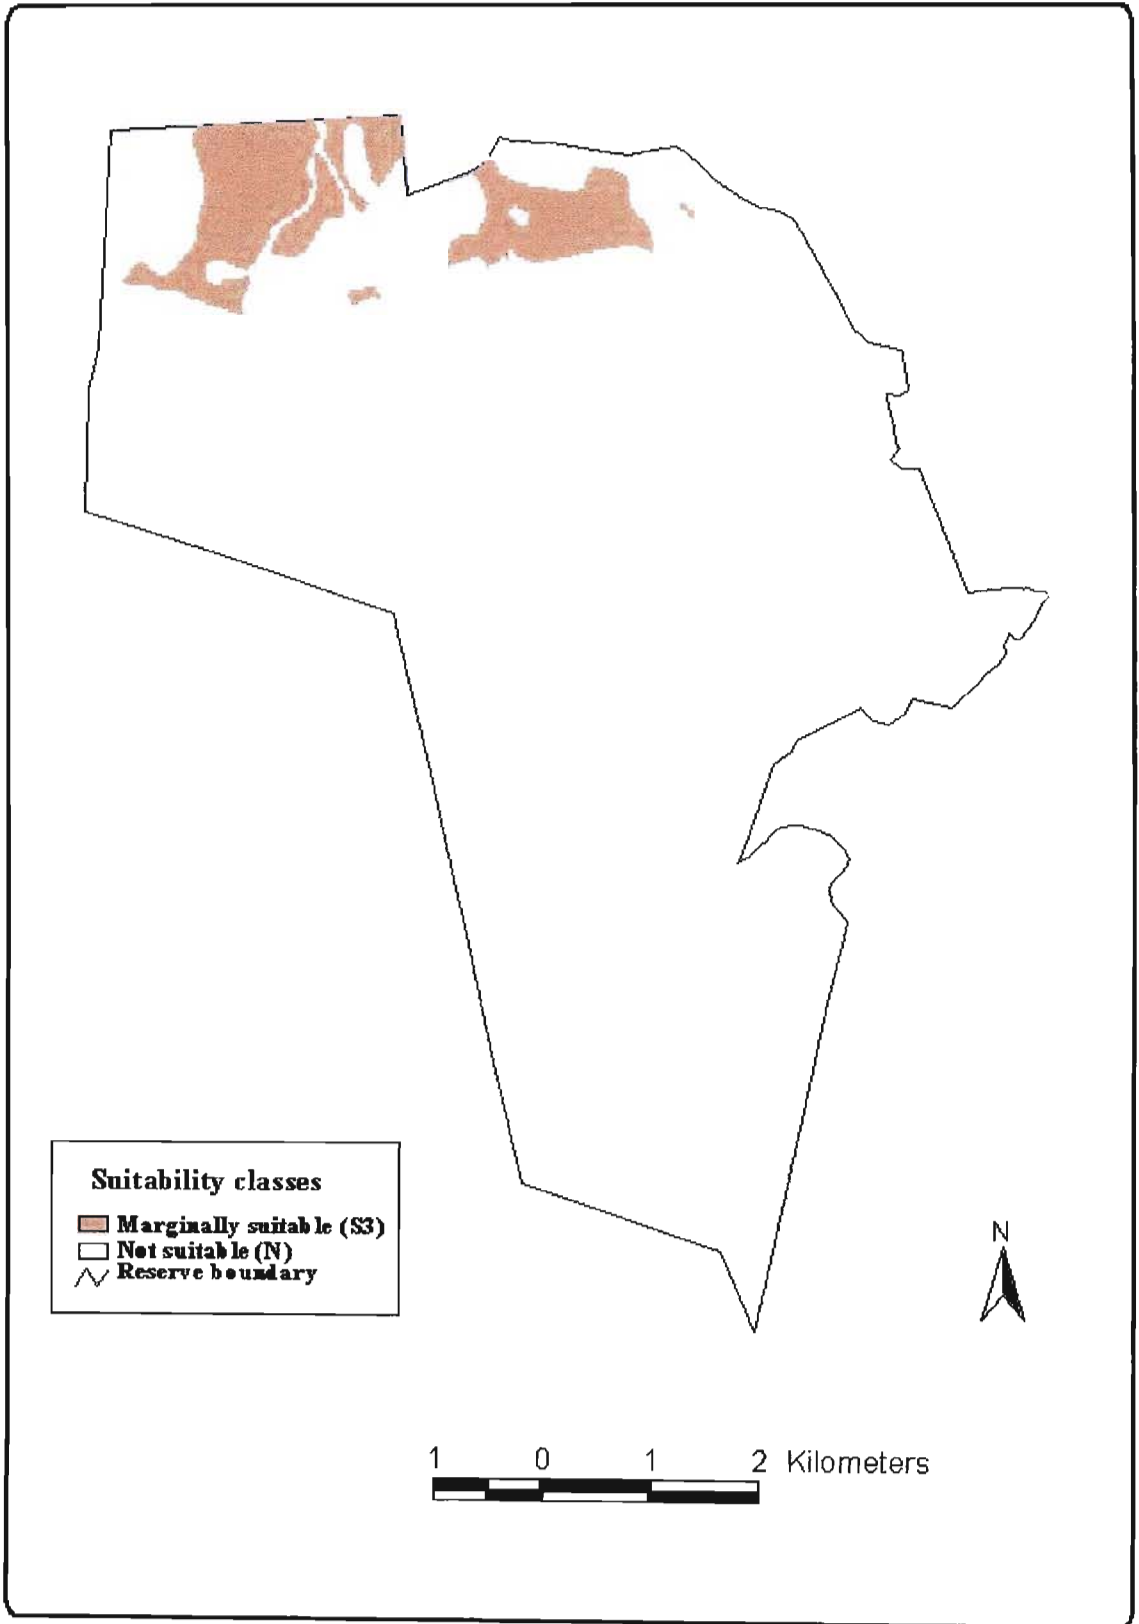 Suitability classes
Marginally suitable (S3)
Not suitable (N)
Reserve boundary
N
1 0 1 2 Kilometers